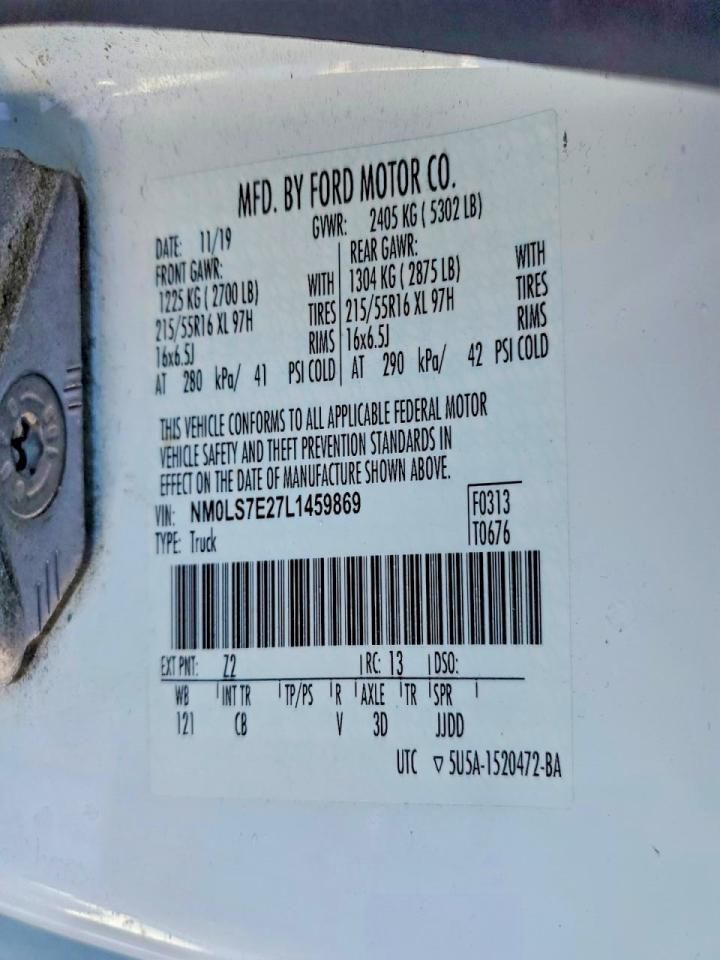 MFD. BY FORD MOTOR CO.
DATE: 11/19 GVWR: 2405 KG ( 5302 LB)
FRONT GAWR: REAR GAWR:
1225 KG ( 2700 LB) WITH 1304 KG ( 2875 LB) WITH
215/55R16 XL 97H TIRES 215/55R16 XL 97H TIRES
16x6.5J RIMS 16x6.5J RIMS
AT 280 kPa/ 41 PSI COLD AT 290 kPa/ 42 PSI COLD
THIS VEHICLE CONFORMS TO ALL APPLICABLE FEDERAL MOTOR
VEHICLE SAFETY AND THEFT PREVENTION STANDARDS IN
EFFECT ON THE DATE OF MANUFACTURE SHOWN ABOVE.
VIN: NM0LS7E27L1459869 F0313
TYPE: Truck T0676
EXT PNT: Z2 RC: 13 DSO:
WB INT TR TP/PS R AXLE TR SPR
121 CB V 3D JJDD
UTC ▽ 5U5A-1520472-BA